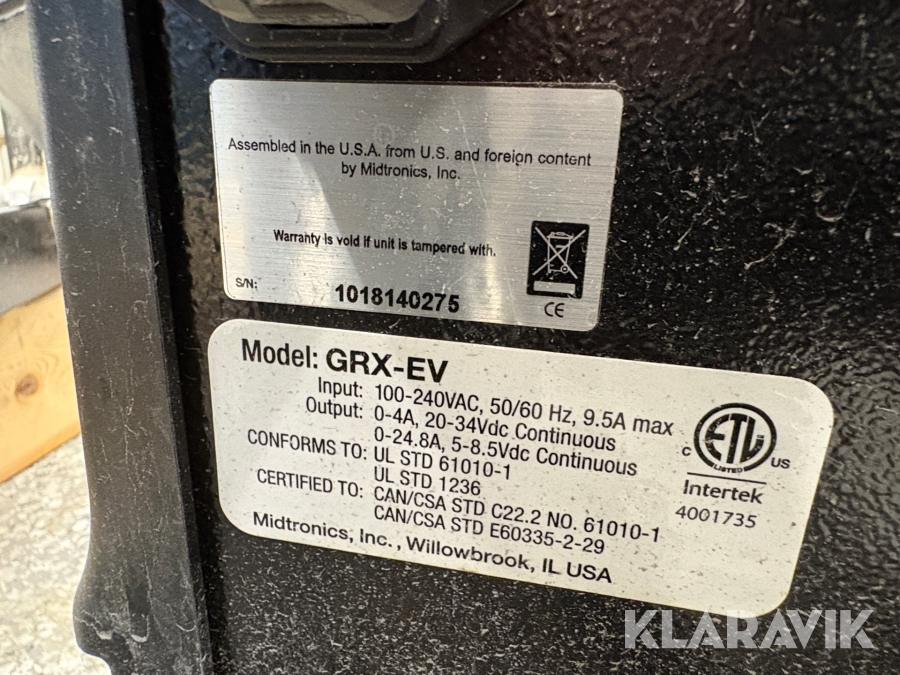 Assembled in the U.S.A. from U.S. and foreign content
by Midtronics, Inc.
Warranty is void if unit is tampered with.
S/N: 1018140275
CE
Model: GRX-EV
Input: 100-240VAC, 50/60 Hz, 9.5A max
Output: 0-4A, 20-34Vdc Continuous
0-24.8A, 5-8.5Vdc Continuous
CONFORMS TO: UL STD 61010-1
UL STD 1236
CERTIFIED TO: CAN/CSA STD C22.2 NO. 61010-1
CAN/CSA STD E60335-2-29
Midtronics, Inc., Willowbrook, IL USA
ETL
LISTED
C US
Intertek
4001735
KLARAVIK